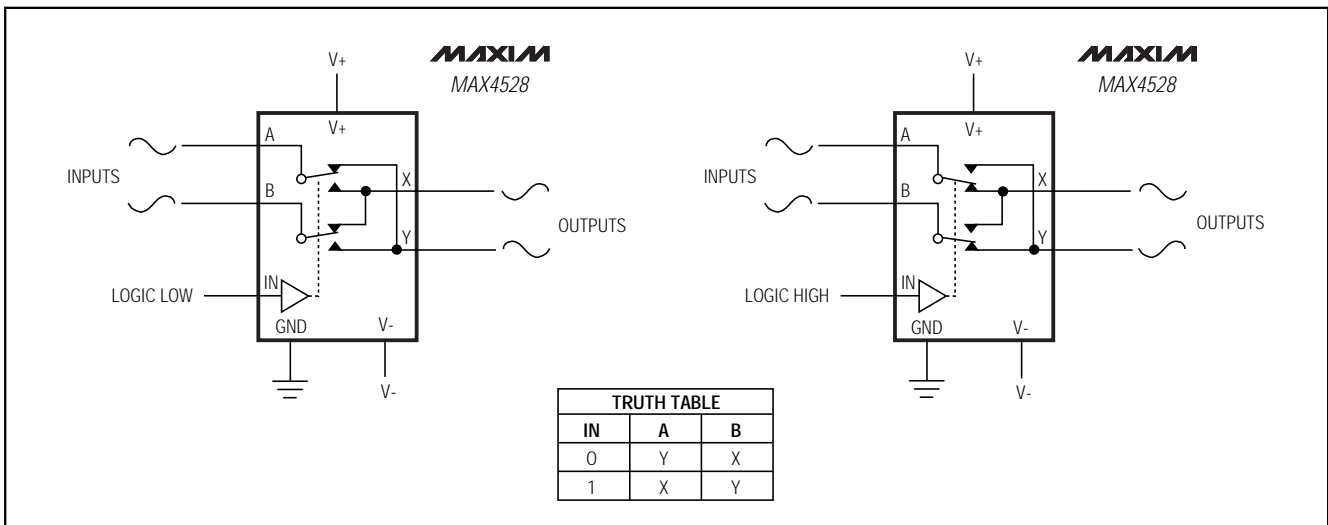 V+
MAXIM
MAX4528
V+
A
INPUTS
B
X
Y
OUTPUTS
LOGIC LOW
IN
GND
V-
V-
V+
MAXIM
MAX4528
V+
A
INPUTS
B
X
Y
OUTPUTS
LOGIC HIGH
IN
GND
V-
V-
TRUTH TABLE
IN A B
0 Y X
1 X Y